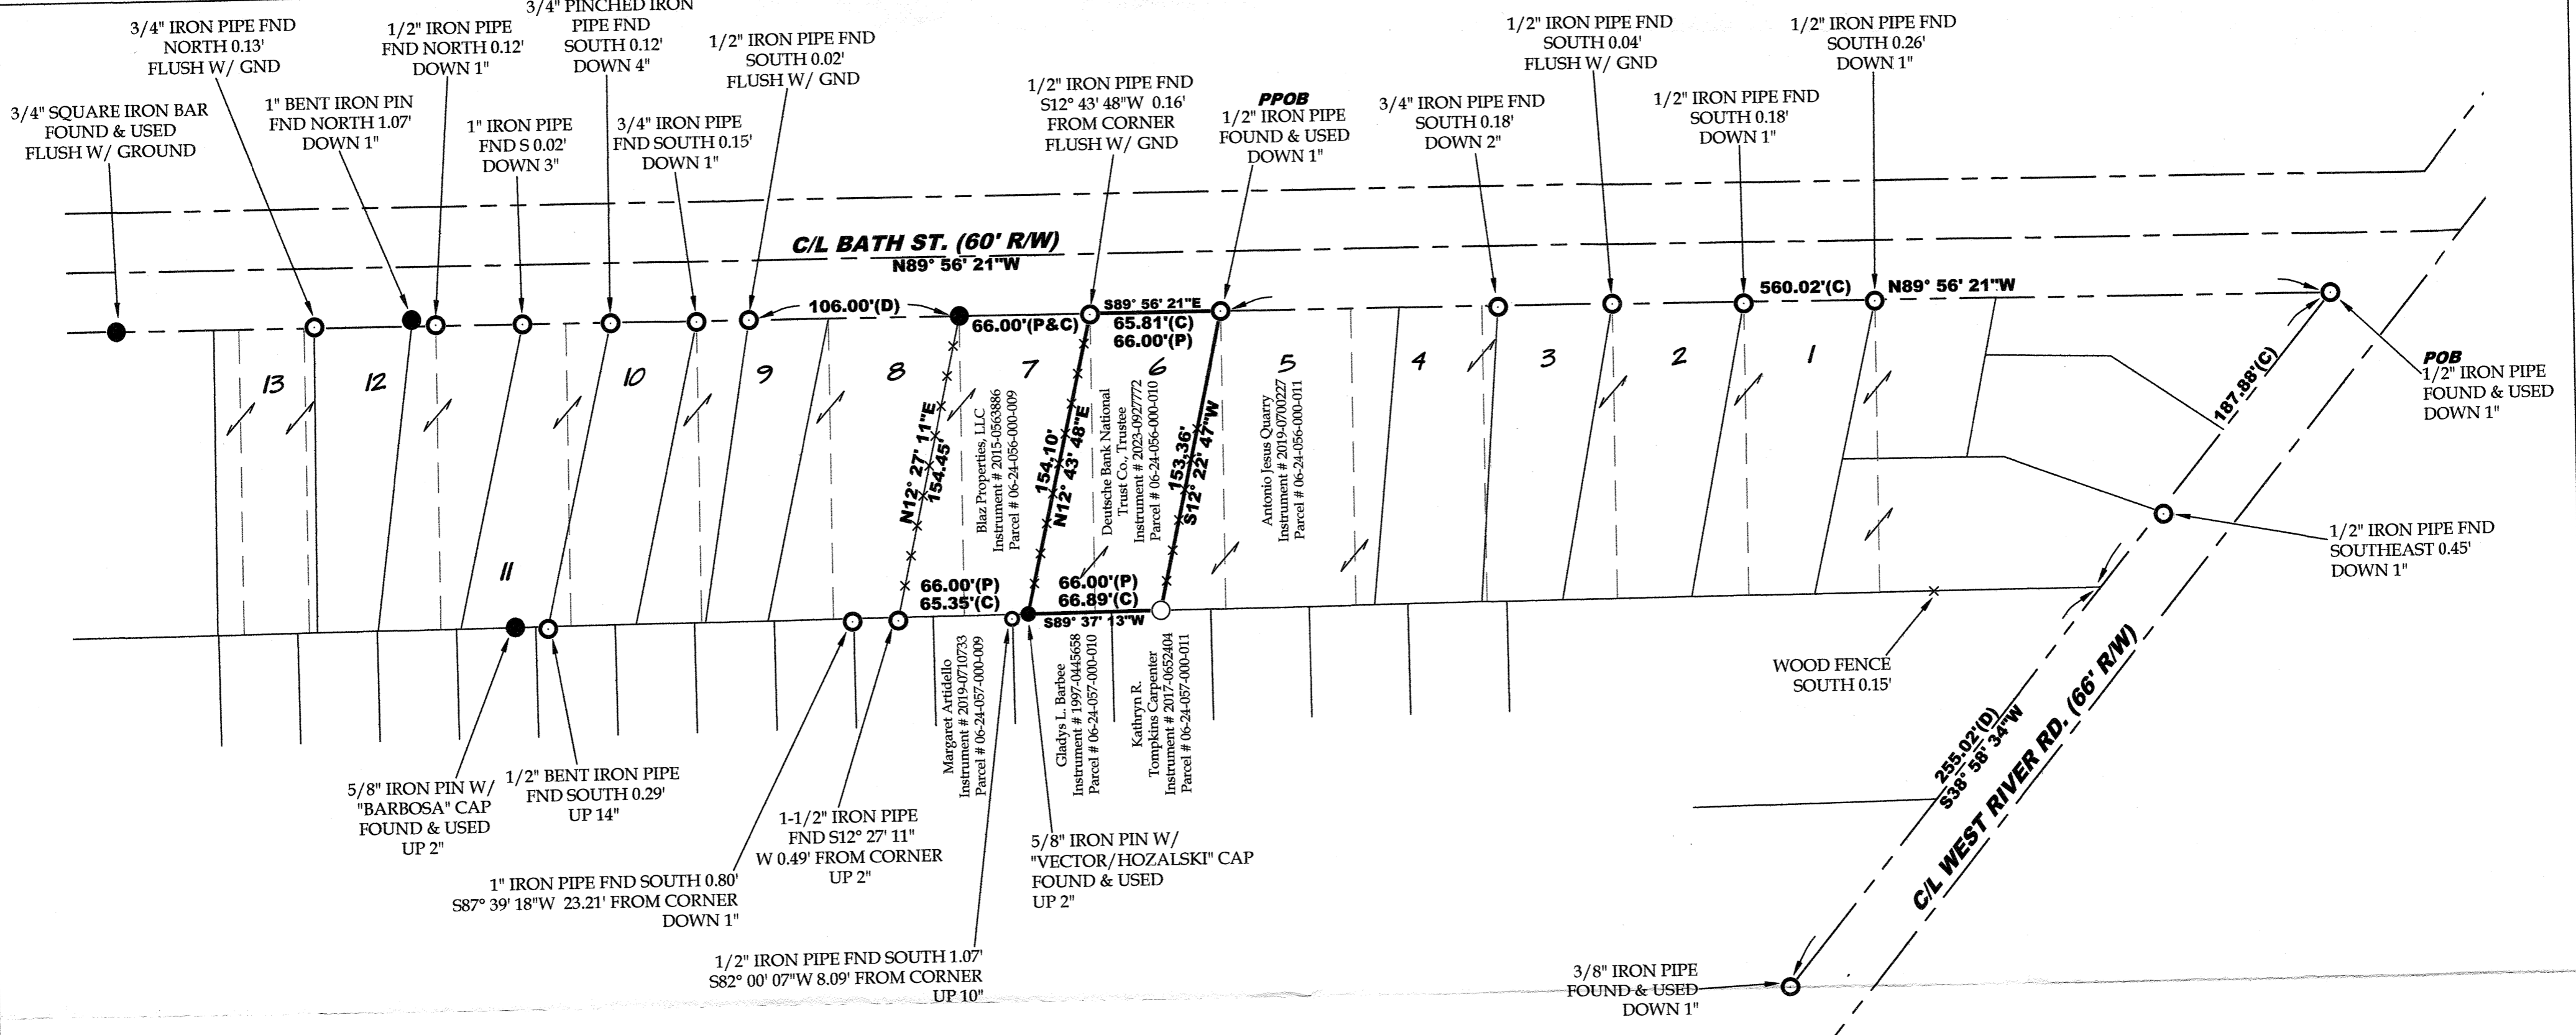 3/4" IRON PIPE FND
NORTH 0.13'
FLUSH W/ GND
1/2" IRON PIPE
FND NORTH 0.12'
DOWN 1"
3/4" PINCHED IRON
PIPE FND
SOUTH 0.12'
DOWN 4"
1/2" IRON PIPE FND
SOUTH 0.02'
FLUSH W/ GND
3/4" SQUARE IRON BAR
FOUND & USED
FLUSH W/ GROUND
1" BENT IRON PIN
FND NORTH 1.07'
DOWN 1"
1" IRON PIPE
FND S 0.02'
DOWN 3"
3/4" IRON PIPE
FND SOUTH 0.15'
DOWN 1"
1/2" IRON PIPE FND
S12° 43' 48"W 0.16'
FROM CORNER
FLUSH W/ GND
PPOB
1/2" IRON PIPE
FOUND & USED
DOWN 1"
3/4" IRON PIPE FND
SOUTH 0.18'
DOWN 2"
1/2" IRON PIPE FND
SOUTH 0.04'
FLUSH W/ GND
1/2" IRON PIPE FND
SOUTH 0.18'
DOWN 1"
1/2" IRON PIPE FND
SOUTH 0.26'
DOWN 1"
C/L BATH ST. (60' R/W)
N89° 56' 21"W
106.00'(D)
66.00'(P&C)
S89° 56' 21"E
65.81'(C)
66.00'(P)
560.02'(C)
N89° 56' 21"W
13
12
11
10
9
8
7
6
5
4
3
2
1
N12° 27' 11"E
154.45'
Blaz Properties, LLC
Instrument # 2015-0563886
Parcel # 06-24-056-000-009
154.10'
N12° 43' 48"E
Deutsche Bank National
Trust Co., Trustee
Instrument # 2023-0927772
Parcel # 06-24-056-000-010
153.36'
S12° 22' 47"W
Antonio Jesus Quarry
Instrument # 2019-0700227
Parcel # 06-24-056-000-011
187.88'(C)
POB
1/2" IRON PIPE
FOUND & USED
DOWN 1"
1/2" IRON PIPE FND
SOUTHEAST 0.45'
DOWN 1"
66.00'(P)
65.35'(C)
66.00'(P)
66.89'(C)
S89° 37' 13"W
Margaret Artidello
Instrument # 2019-0710733
Parcel # 06-24-057-000-009
Gladys L. Barbee
Instrument # 1997-0445658
Parcel # 06-24-057-000-010
Kathryn R.
Tompkins Carpenter
Instrument # 2017-0652404
Parcel # 06-24-057-000-011
WOOD FENCE
SOUTH 0.15'
255.02'(D)
S38° 58' 34"W
C/L WEST RIVER RD. (66' R/W)
5/8" IRON PIN W/
"BARBOSA" CAP
FOUND & USED
UP 2"
1/2" BENT IRON PIPE
FND SOUTH 0.29'
UP 14"
1-1/2" IRON PIPE
FND S12° 27' 11"
W 0.49' FROM CORNER
UP 2"
5/8" IRON PIN W/
"VECTOR/HOZALSKI" CAP
FOUND & USED
UP 2"
1" IRON PIPE FND SOUTH 0.80'
S87° 39' 18"W 23.21' FROM CORNER
DOWN 1"
1/2" IRON PIPE FND SOUTH 1.07'
S82° 00' 07"W 8.09' FROM CORNER
UP 10"
3/8" IRON PIPE
FOUND & USED
DOWN 1"